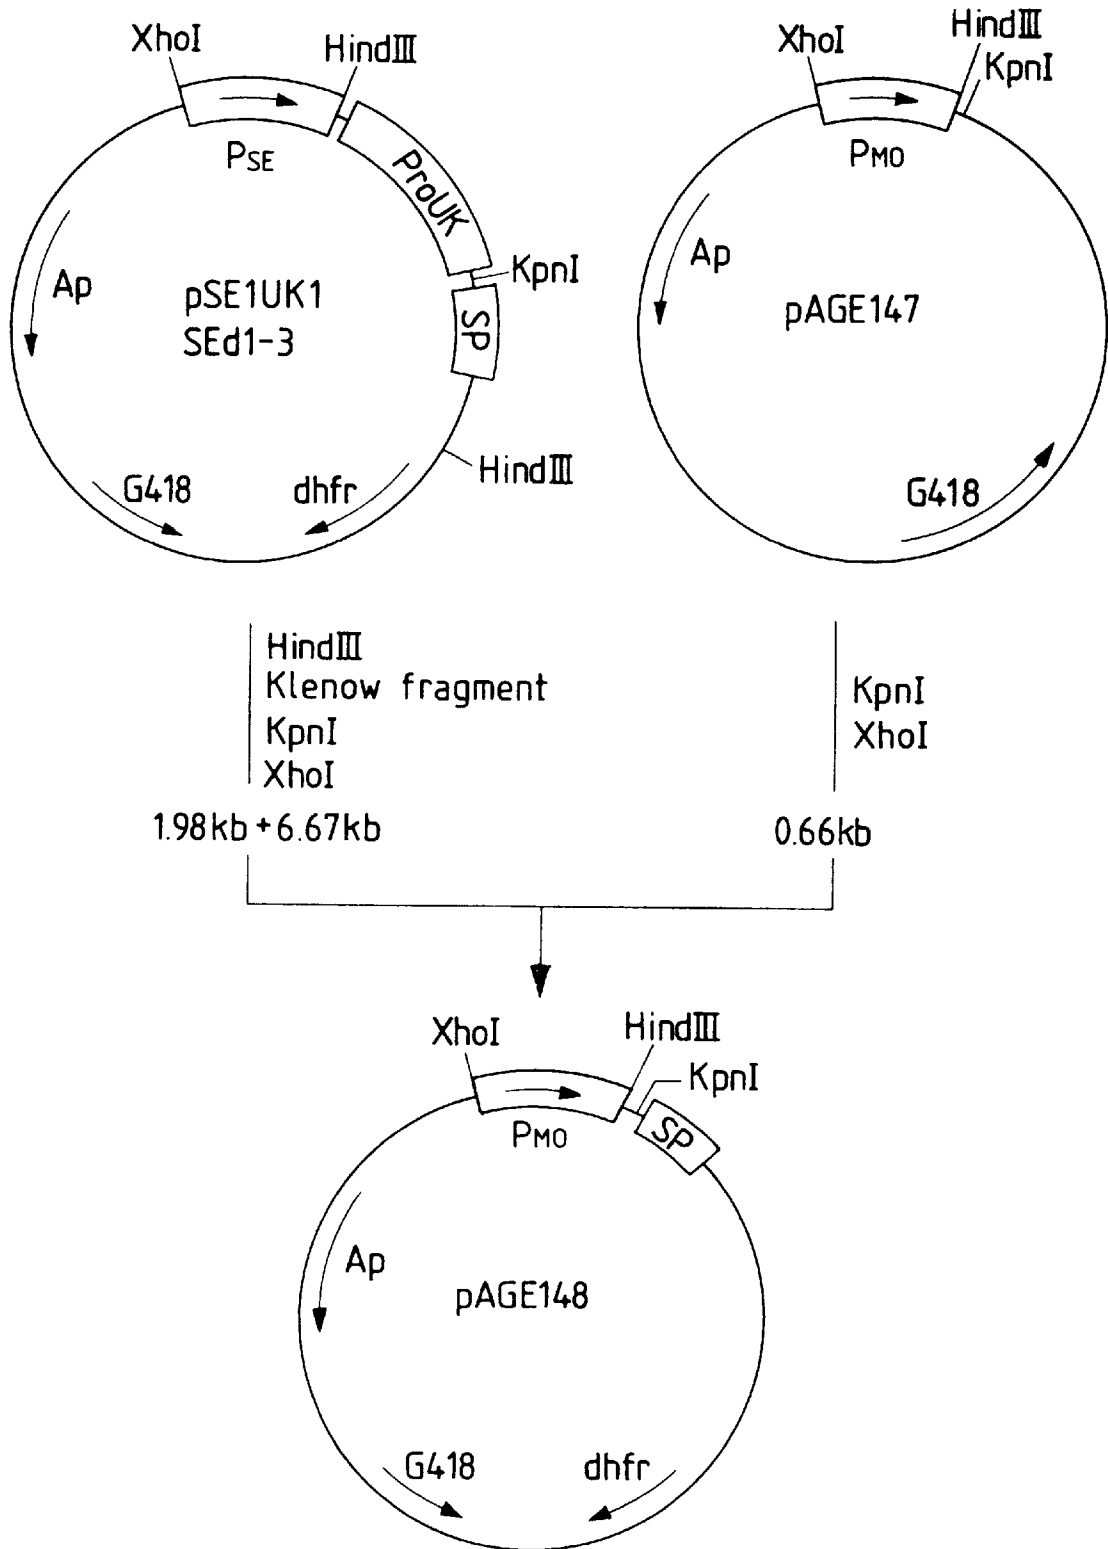 XhoI
HindIII
PSE
ProUK
KpnI
SP
Ap
pSE1UK1
SEd1-3
HindIII
G418
dhfr
XhoI
HindIII
KpnI
PMO
Ap
pAGE147
G418
HindIII
Klenow fragment
KpnI
XhoI
1.98kb + 6.67kb
KpnI
XhoI
0.66kb
XhoI
HindIII
KpnI
PMO
SP
Ap
pAGE148
G418
dhfr